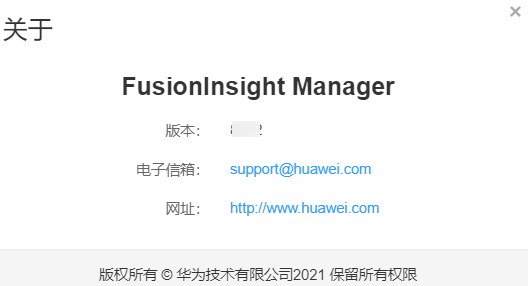 关于
FusionInsight Manager
版本：
电子信箱： support@huawei.com
网址： http://www.huawei.com
版权所有 © 华为技术有限公司2021 保留所有权限